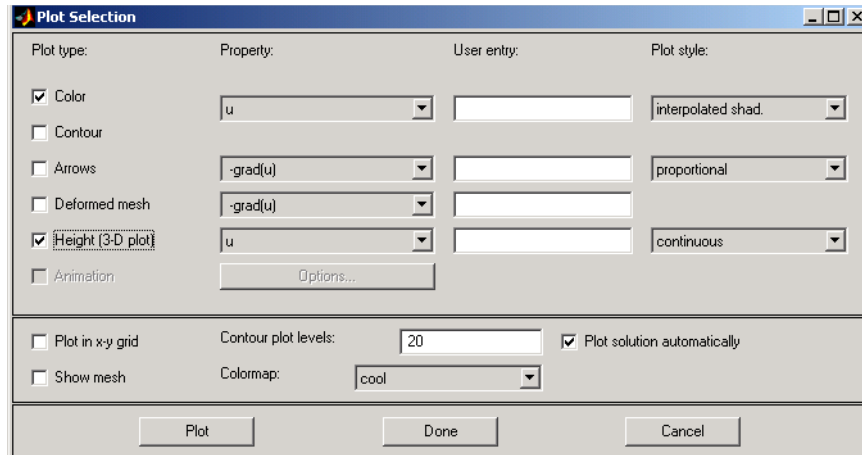 Plot Selection
Plot type: Property: User entry: Plot style:
Color u interpolated shad.
Contour
Arrows -grad(u) proportional
Deformed mesh -grad(u)
Height (3-D plot) u continuous
Animation Options...
Plot in x-y grid Contour plot levels: 20 Plot solution automatically
Show mesh Colormap: cool
Plot Done Cancel